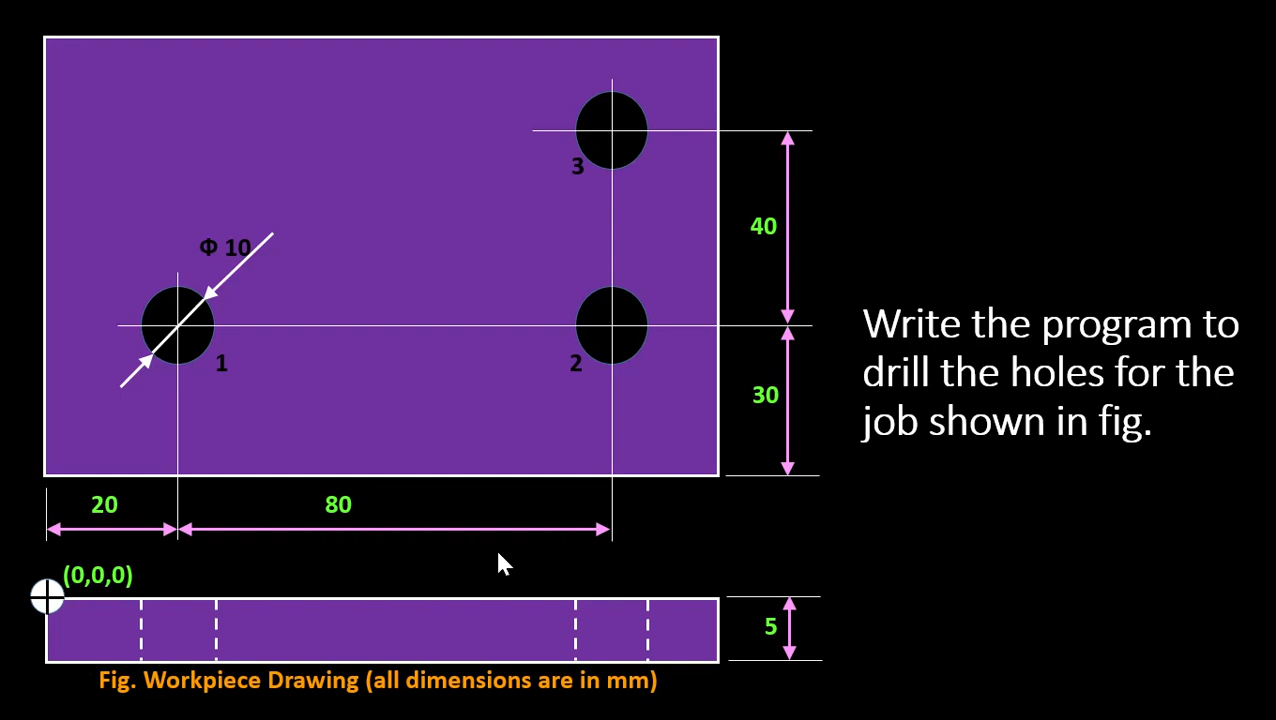 3
40
Φ 10
1
2
30
Write the program to
drill the holes for the
job shown in fig.
20
80
(0,0,0)
5
Fig. Workpiece Drawing (all dimensions are in mm)